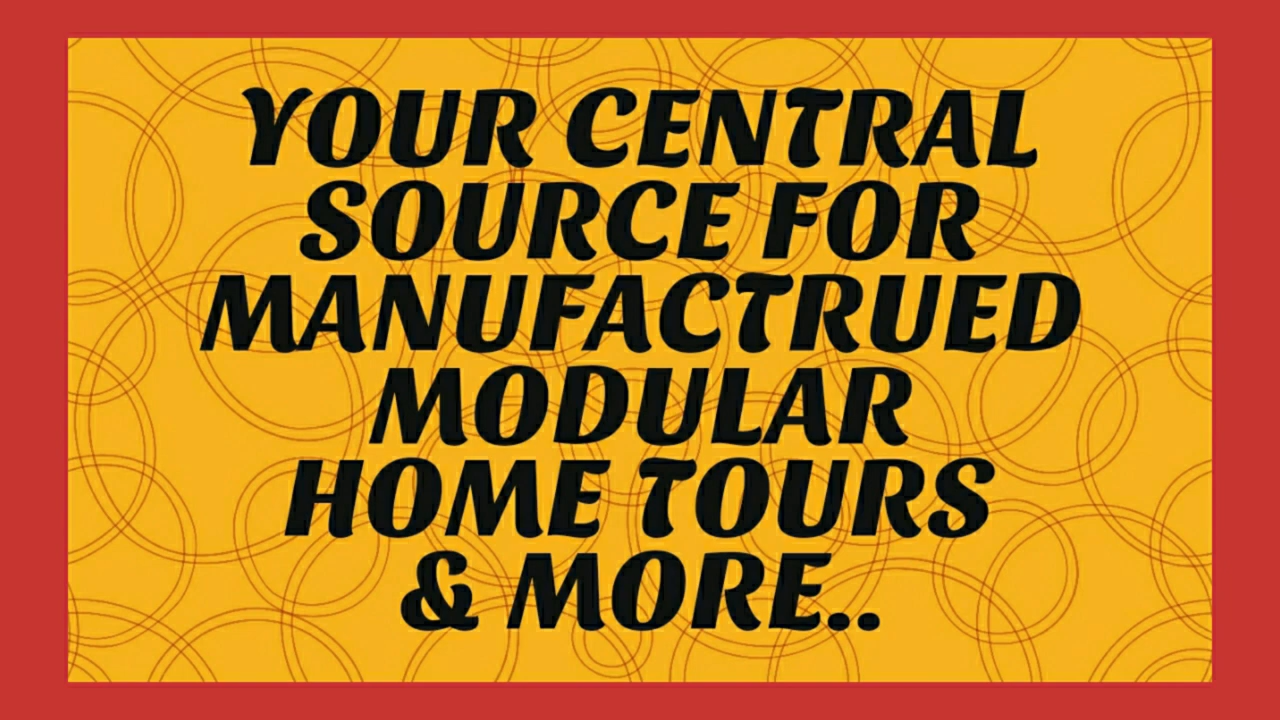 YOUR CENTRAL
SOURCE FOR
MANUFACTRUED
MODULAR
HOME TOURS
& MORE..